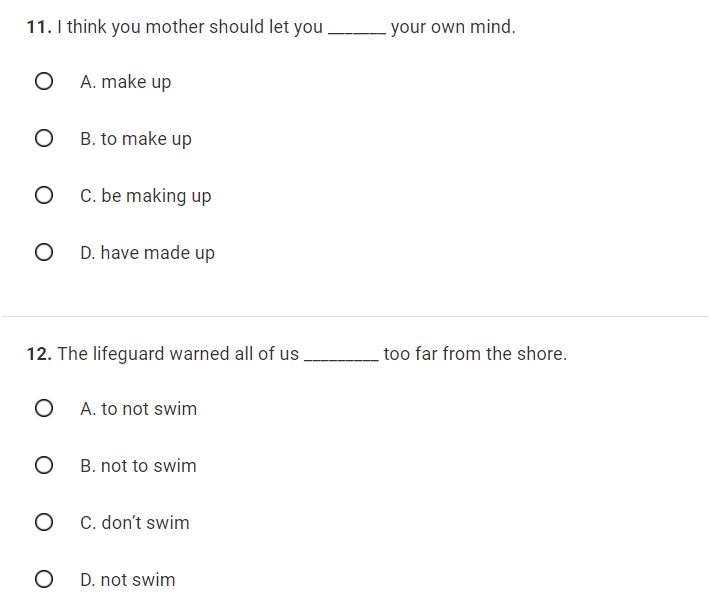 11. I think you mother should let you _______ your own mind.
A. make up
B. to make up
C. be making up
D. have made up
12. The lifeguard warned all of us _________ too far from the shore.
A. to not swim
B. not to swim
C. don't swim
D. not swim